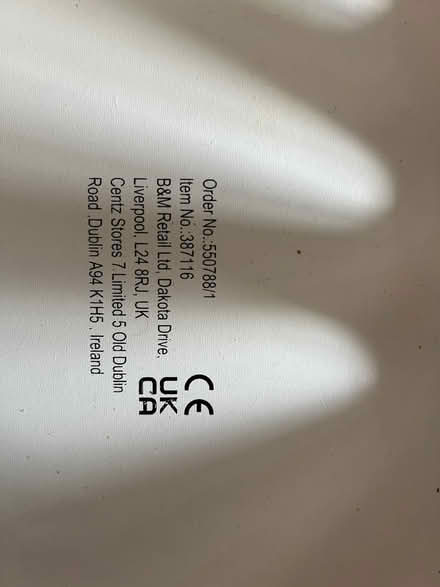 Order No.:550788/1
Item No.:387116
B&M Retail Ltd, Dakota Drive,
Liverpool, L24 8RJ, UK
Centz Stores 7 Limited 5 Old Dublin
Road .Dublin A94 K1H5 . Ireland
CE
UK
CA